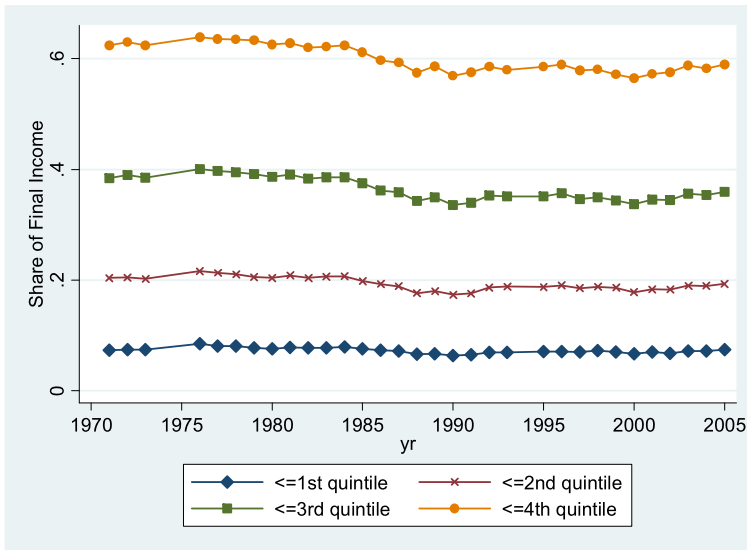 Share of Final Income
.6
.4
.2
0
1970 1975 1980 1985 1990 1995 2000 2005
yr
<=1st quintile <=2nd quintile
<=3rd quintile <=4th quintile